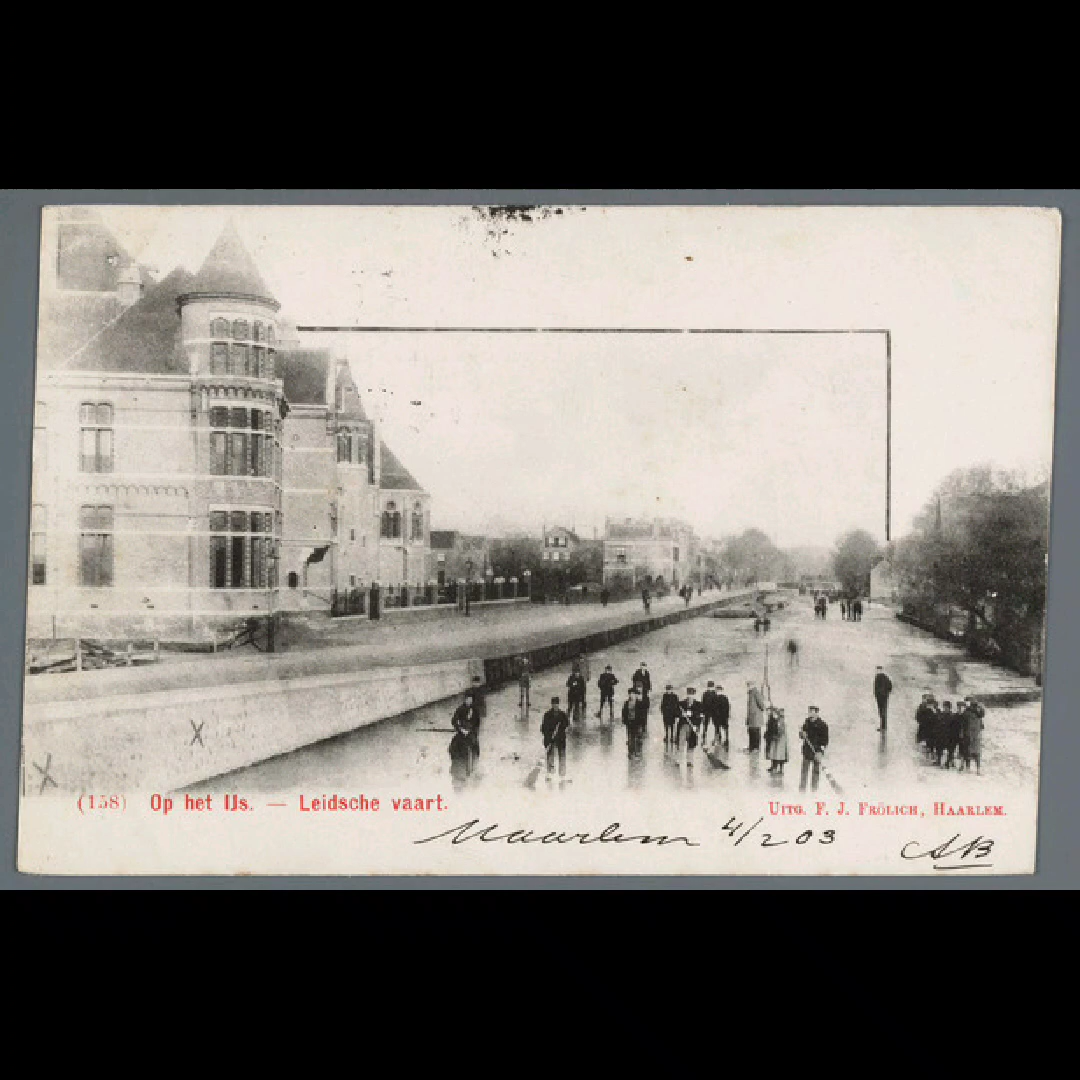 (158) Op het IJs. — Leidsche vaart.
UITG. F. J. FRÖLICH, HAARLEM.
Haarlem 4/2 03
AB